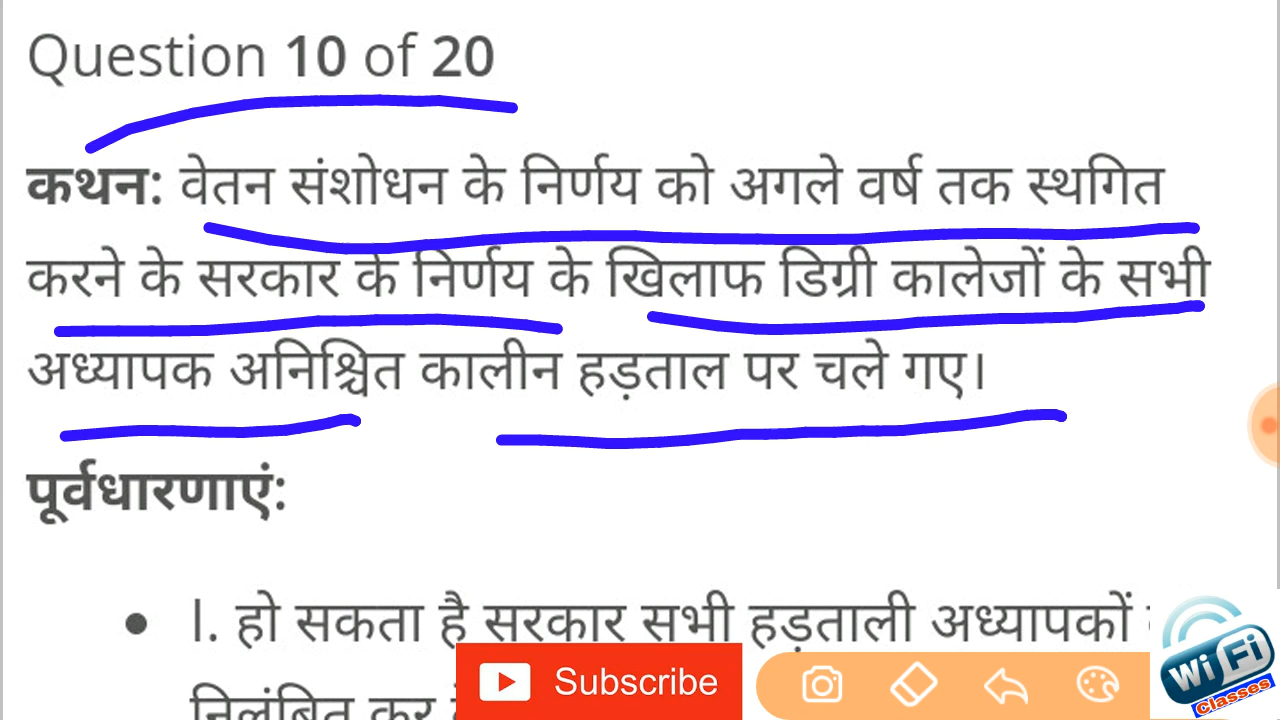 Question 10 of 20
कथन: वेतन संशोधन के निर्णय को अगले वर्ष तक स्थगित
करने के सरकार के निर्णय के खिलाफ डिग्री कालेजों के सभी
अध्यापक अनिश्चित कालीन हड़ताल पर चले गए।
पूर्वधारणाएं:
• I. हो सकता है सरकार सभी हड़ताली अध्यापकों
निलंबित कर
Subscribe
WiFi
Classes